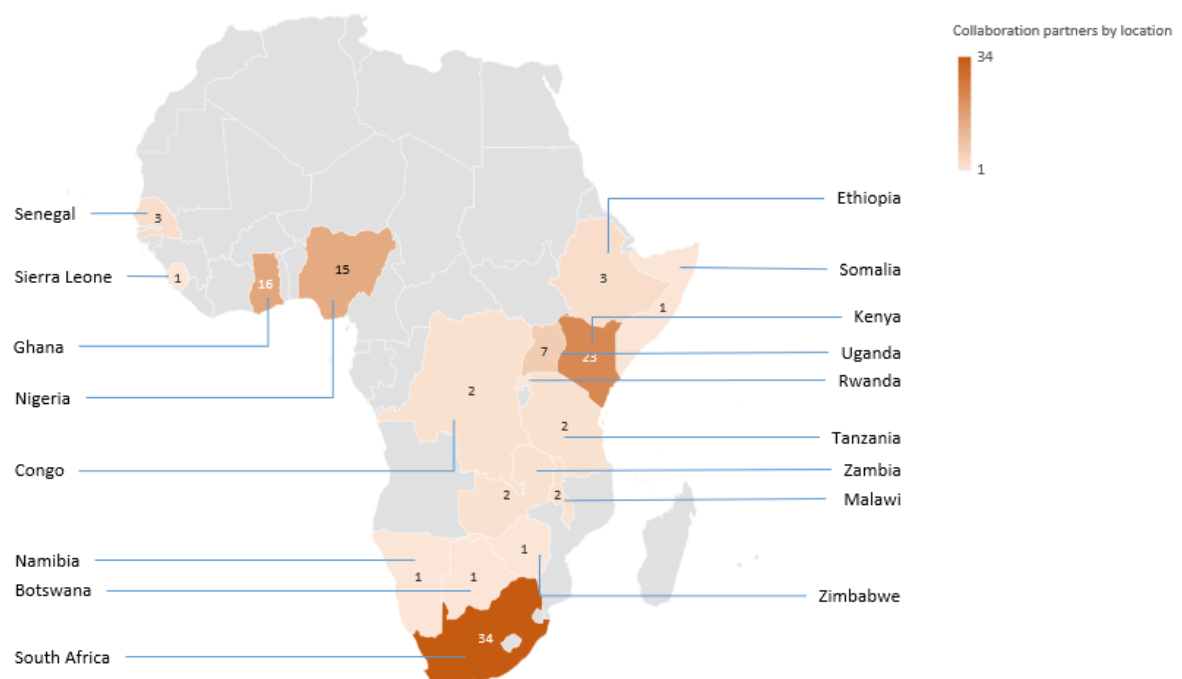 Collaboration partners by location
34
1
Senegal
3
Sierra Leone
1
Ghana
16
Nigeria
15
Congo
2
Namibia
1
Botswana
1
South Africa
34
Ethiopia
3
Somalia
1
Kenya
23
Uganda
7
Rwanda
Tanzania
2
Zambia
2
Malawi
2
Zimbabwe
1